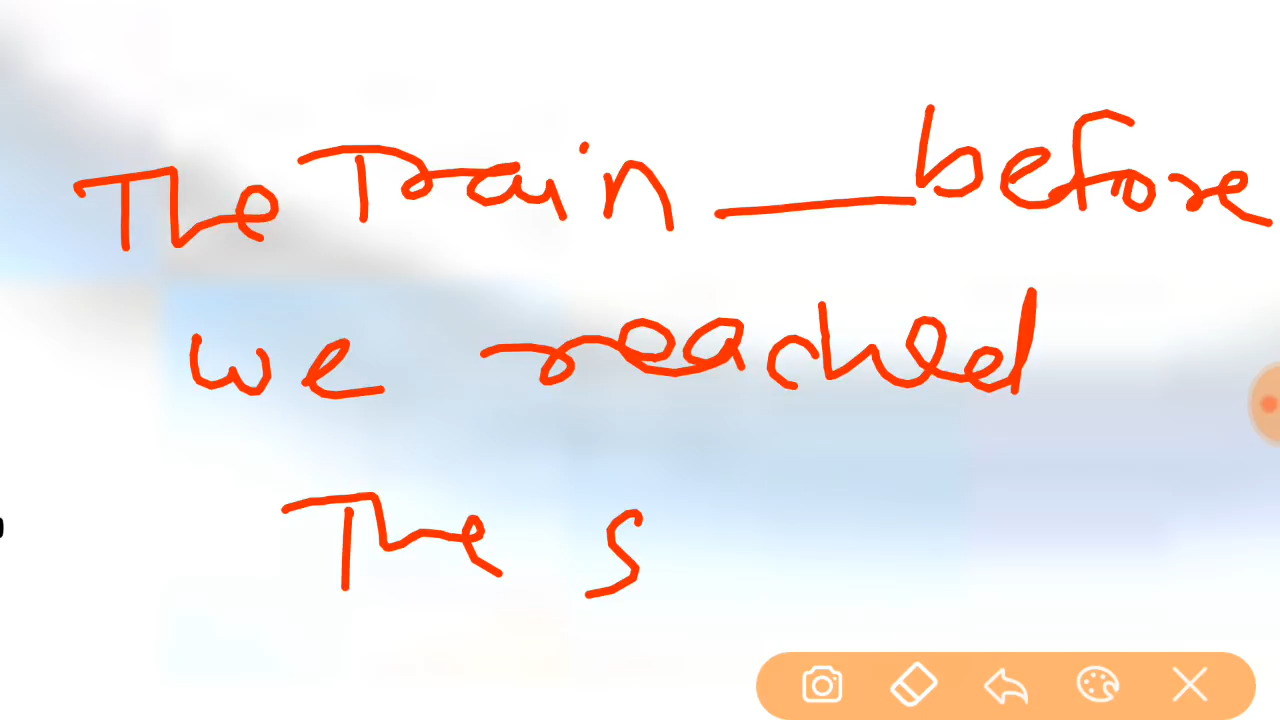 The Train ____ before
we reached
The s